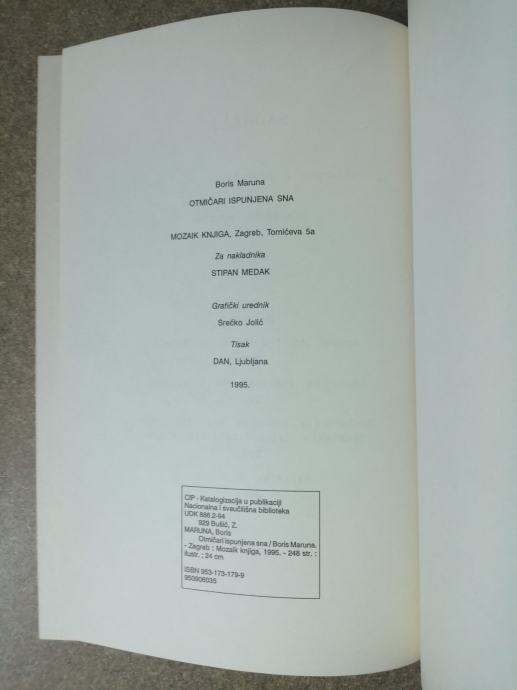 Boris Maruna
OTMIČARI ISPUNJENA SNA
MOZAIK KNJIGA, Zagreb, Tomićeva 5a
Za nakladnika
STIPAN MEDAK
Grafički urednik
Srećko Jolić
Tisak
DAN, Ljubljana
1995.
CIP - Katalogizacija u publikaciji
Nacionalna i sveučilišna biblioteka
UDK 886.2-94
929 Bušić, Z.
MARUNA, Boris
Otmičari ispunjena sna / Boris Maruna.
- Zagreb : Mozaik knjiga, 1995. - 248 str. :
ilustr. ; 24 cm
ISBN 953-173-179-9
950906035